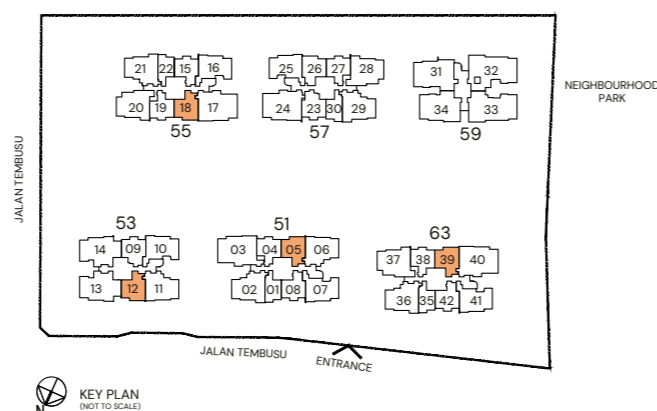 21 22 15 16
20 19 18 17
55
25 26 27 28
24 23 30 29
57
31 32
34 33
59
NEIGHBOURHOOD
PARK
JALAN TEMBUSU
53
14 09 10
13 12 11
51
03 04 05 06
02 01 08 07
63
37 38 39 40
36 35 42 41
JALAN TEMBUSU
ENTRANCE
N
KEY PLAN
(NOT TO SCALE)